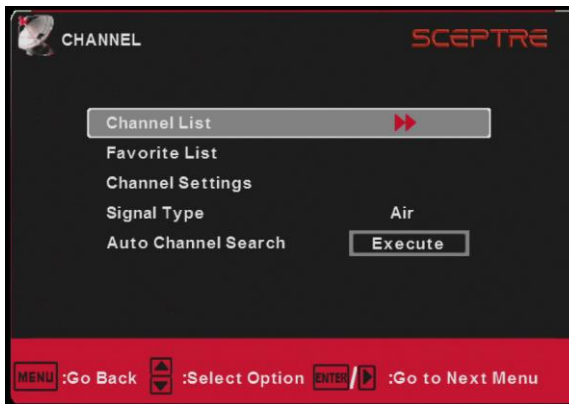 CHANNEL SCEPTRE
Channel List
Favorite List
Channel Settings
Signal Type Air
Auto Channel Search Execute
MENU :Go Back :Select Option ENTER/ :Go to Next Menu